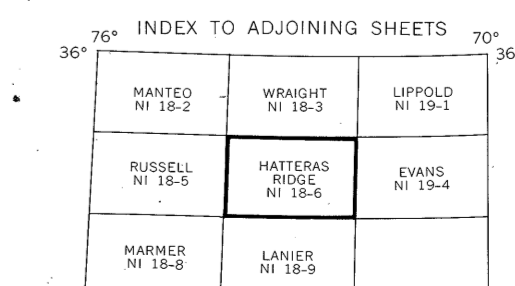 INDEX TO ADJOINING SHEETS
76° 70°
36° 36
MANTEO
NI 18-2
WRAIGHT
NI 18-3
LIPPOLD
NI 19-1
RUSSELL
NI 18-5
HATTERAS
RIDGE
NI 18-6
EVANS
NI 19-4
MARMER
NI 18-8
LANIER
NI 18-9